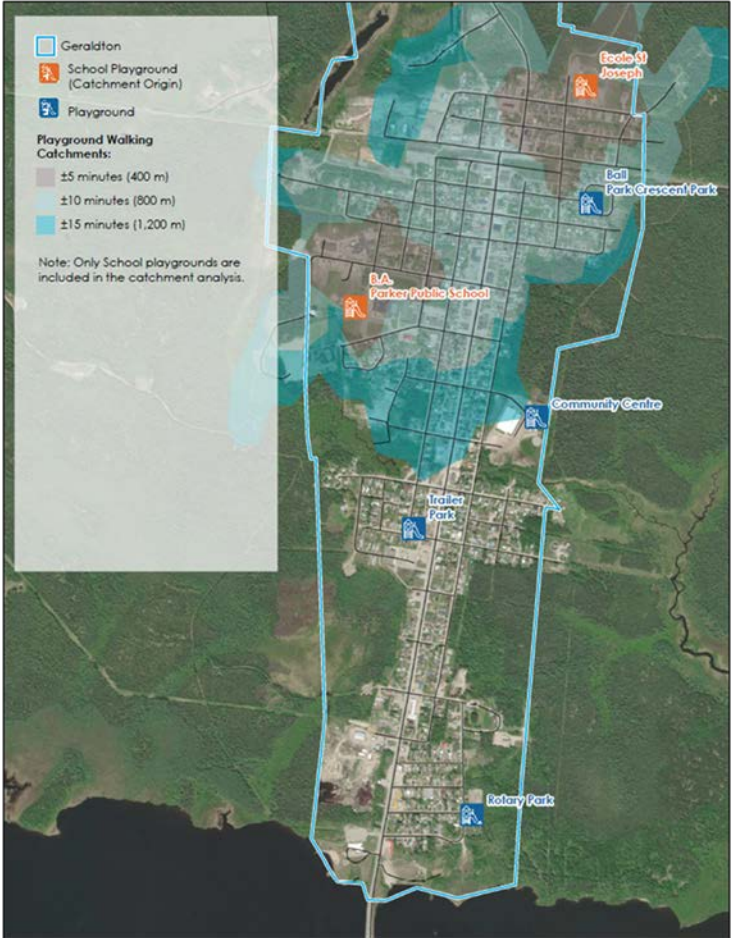 Geraldton
School Playground
(Catchment Origin)
Playground
Playground Walking
Catchments:
±5 minutes (400 m)
±10 minutes (800 m)
±15 minutes (1,200 m)
Note: Only School playgrounds are
included in the catchment analysis.
Ecole St
Joseph
Ball
Park Crescent Park
B.A.
Parker Public School
Community Centre
Trailer
Park
Rotary Park